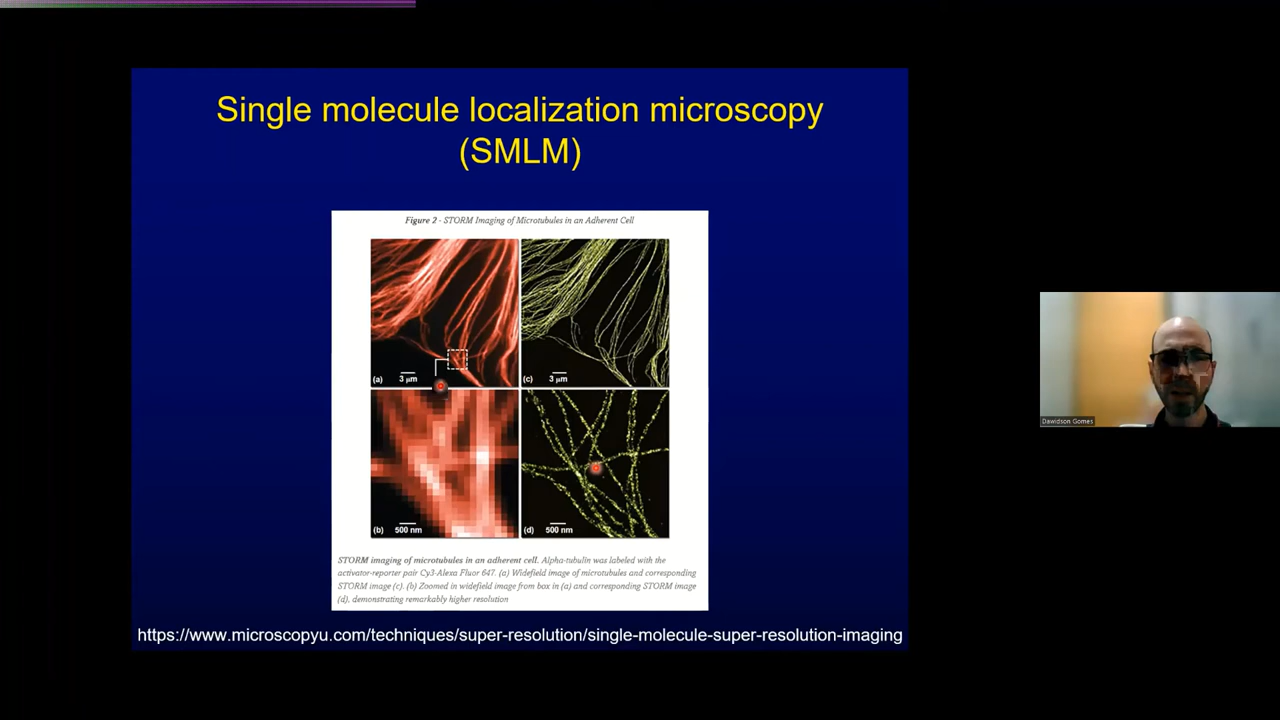 Single molecule localization microscopy
(SMLM)
Figure 2 - STORM Imaging of Microtubules in an Adherent Cell
(a)
3 µm
(c)
3 µm
(b)
500 nm
(d)
500 nm
STORM imaging of microtubules in an adherent cell. Alpha-tubulin was labeled with the
activator-reporter pair Cy3-Alexa Fluor 647. (a) Widefield image of microtubules and corresponding
STORM image (c). (b) Zoomed in widefield image from box in (a) and corresponding STORM image
(d), demonstrating remarkably higher resolution
https://www.microscopyu.com/techniques/super-resolution/single-molecule-super-resolution-imaging
Dawidson Gomes